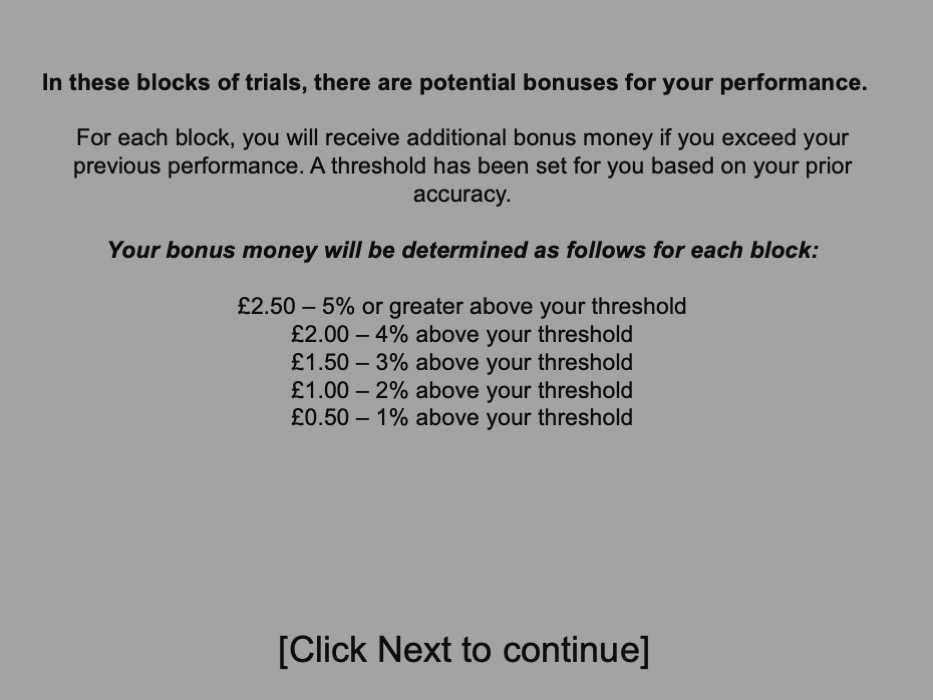 In these blocks of trials, there are potential bonuses for your performance.
For each block, you will receive additional bonus money if you exceed your
previous performance. A threshold has been set for you based on your prior
accuracy.
Your bonus money will be determined as follows for each block:
£2.50 – 5% or greater above your threshold
£2.00 – 4% above your threshold
£1.50 – 3% above your threshold
£1.00 – 2% above your threshold
£0.50 – 1% above your threshold
[Click Next to continue]